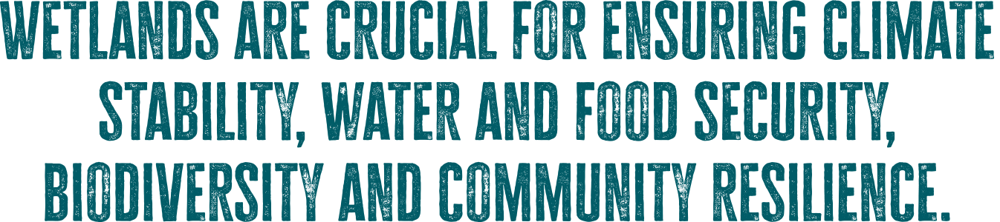 WETLANDS ARE CRUCIAL FOR ENSURING CLIMATE
STABILITY, WATER AND FOOD SECURITY,
BIODIVERSITY AND COMMUNITY RESILIENCE.